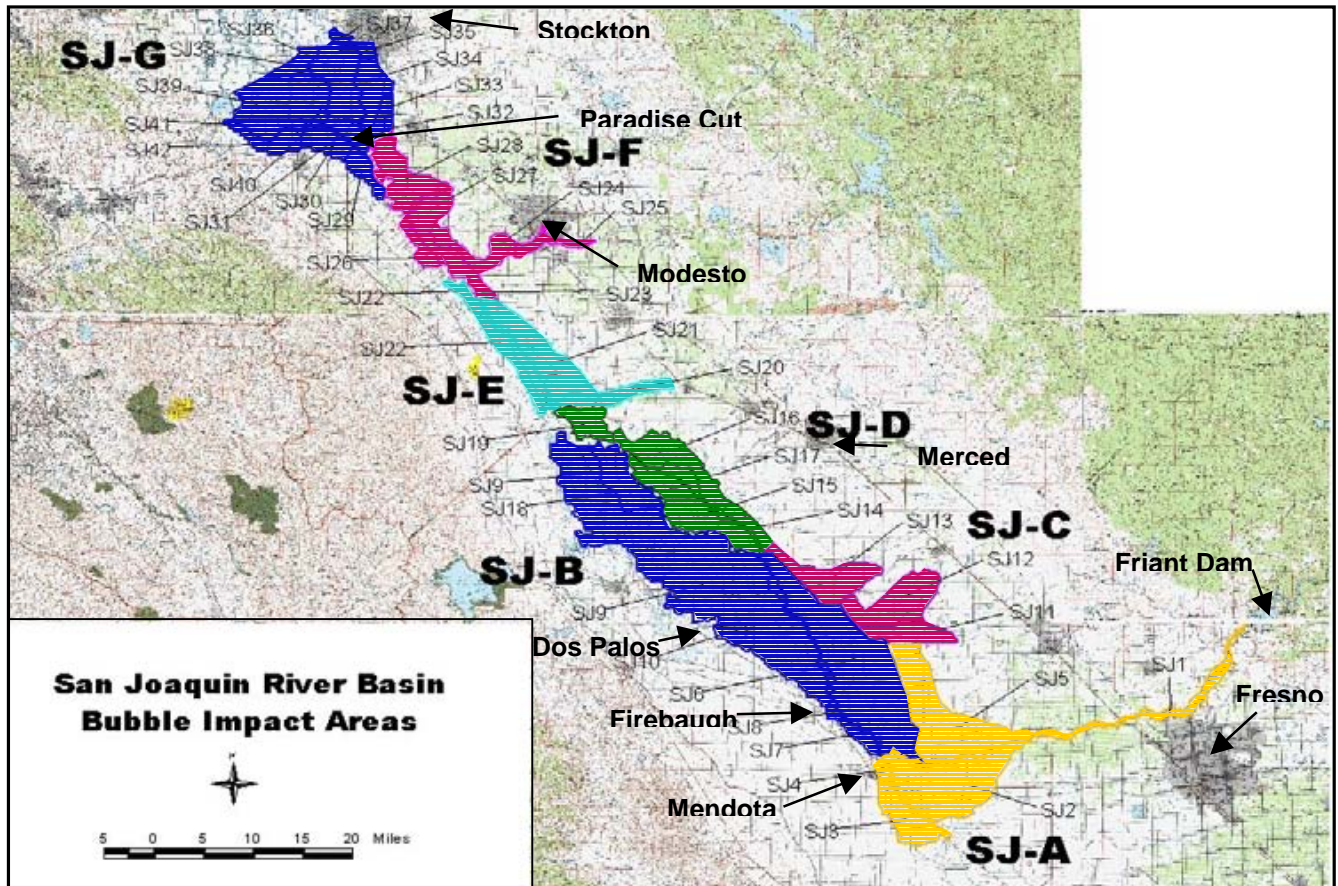 SJ37
Stockton
SJ36
SJ35
SJ-G
SJ38
SJ34
SJ39
SJ33
SJ32
Paradise Cut
SJ41
SJ42
SJ28
SJ-F
SJ40
SJ27
SJ24
SJ30
SJ25
SJ31
SJ29
SJ26
Modesto
SJ22
SJ23
SJ21
SJ22
SJ20
SJ-E
SJ16
SJ-D
SJ19
Merced
SJ17
SJ9
SJ15
SJ18
SJ14
SJ13
SJ-C
SJ-B
SJ12
Friant Dam
SJ9
SJ11
Dos Palos
SJ10
SJ1
SJ5
SJ6
Fresno
San Joaquin River Basin
Bubble Impact Areas
Firebaugh
SJ8
SJ7
SJ4
Mendota
SJ2
SJ3
SJ-A
N
5 0 5 10 15 20 Miles